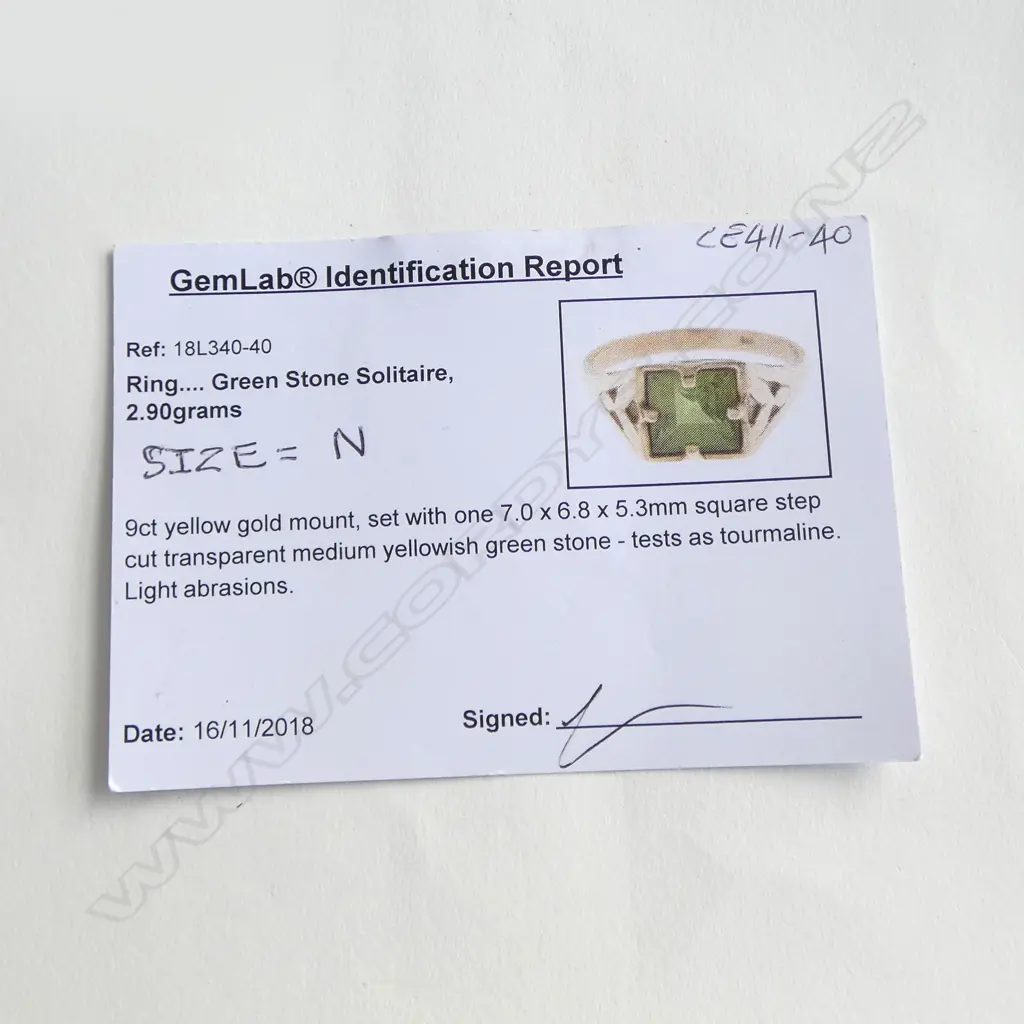 CE411-40
GemLab® Identification Report
Ref: 18L340-40
Ring.... Green Stone Solitaire,
2.90grams
SIZE = N
9ct yellow gold mount, set with one 7.0 x 6.8 x 5.3mm square step
cut transparent medium yellowish green stone - tests as tourmaline.
Light abrasions.
Date: 16/11/2018
Signed: